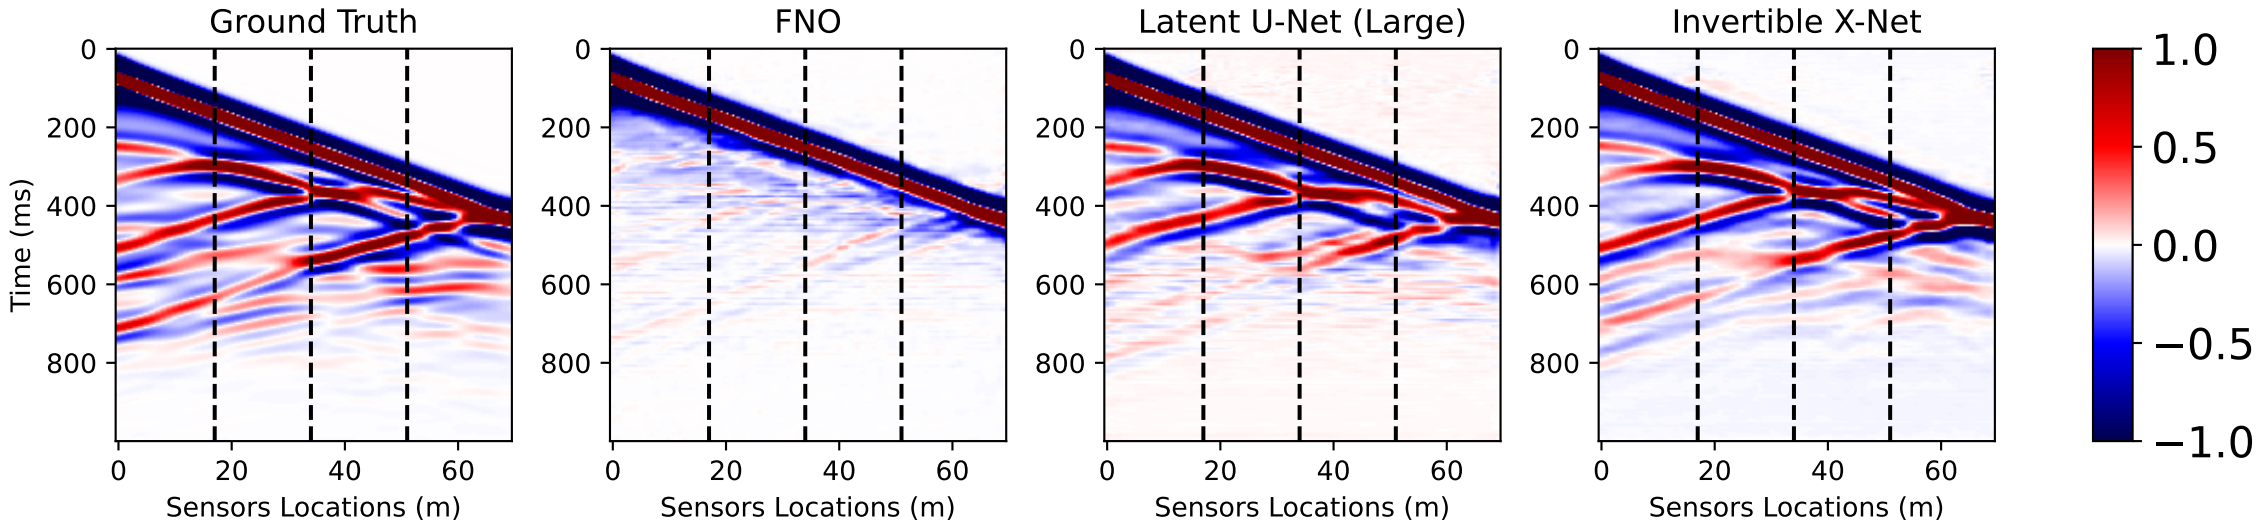 Ground Truth
FNO
Latent U-Net (Large)
Invertible X-Net
0
200
400
600
800
Time (ms)
0 20 40 60
Sensors Locations (m)
0
200
400
600
800
0 20 40 60
Sensors Locations (m)
0
200
400
600
800
0 20 40 60
Sensors Locations (m)
0
200
400
600
800
0 20 40 60
Sensors Locations (m)
1.0
0.5
0.0
−0.5
−1.0